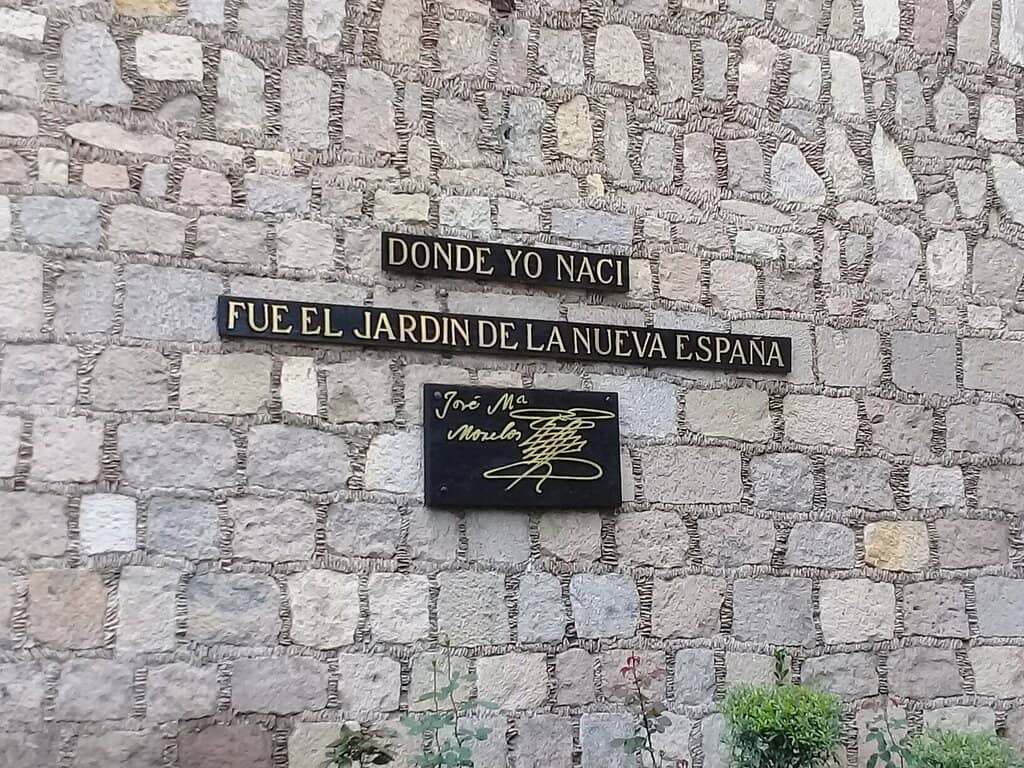 DONDE YO NACI
FUE EL JARDIN DE LA NUEVA ESPAÑA
José Mª
Morelos